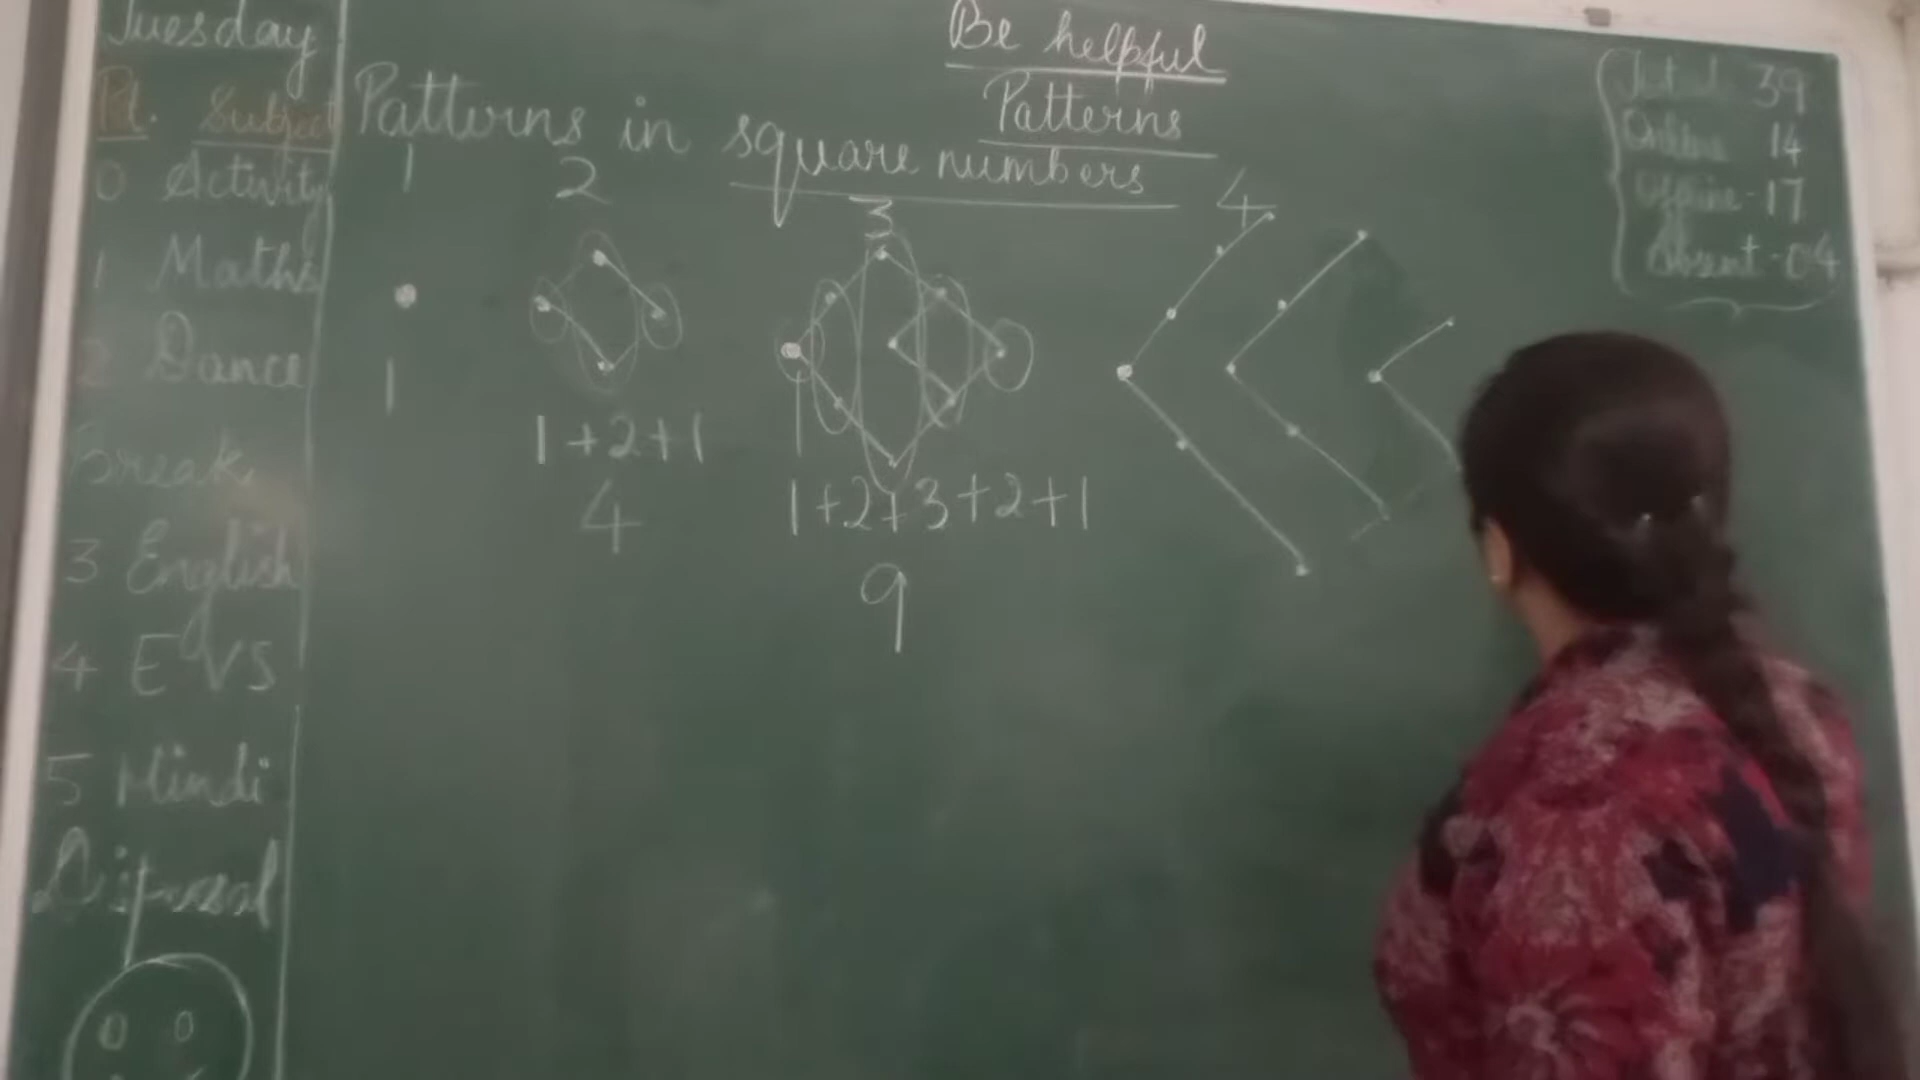 Tuesday
Pd. Subject
0 Activity
1 Maths
2 Dance
Break
3 English
4 EVS
5 Hindi
Dispersal
Be helpful
Patterns
Patterns in square numbers
1 2 3 4
1
1+2+1
4
1
1+2+3+2+1
9
39
Online 14
Offline - 17
Absent - 04